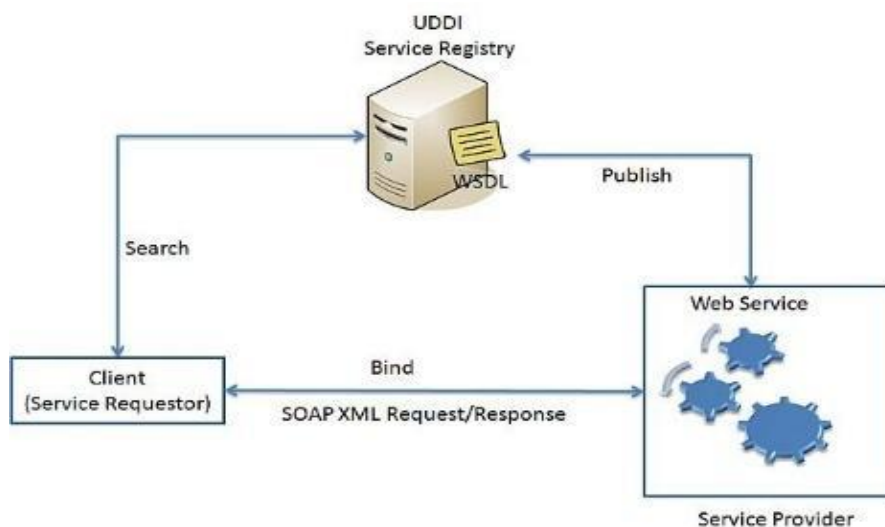 UDDI
Service Registry
WSDL
Publish
Search
Web Service
Client
(Service Requestor)
Bind
SOAP XML Request/Response
Service Provider